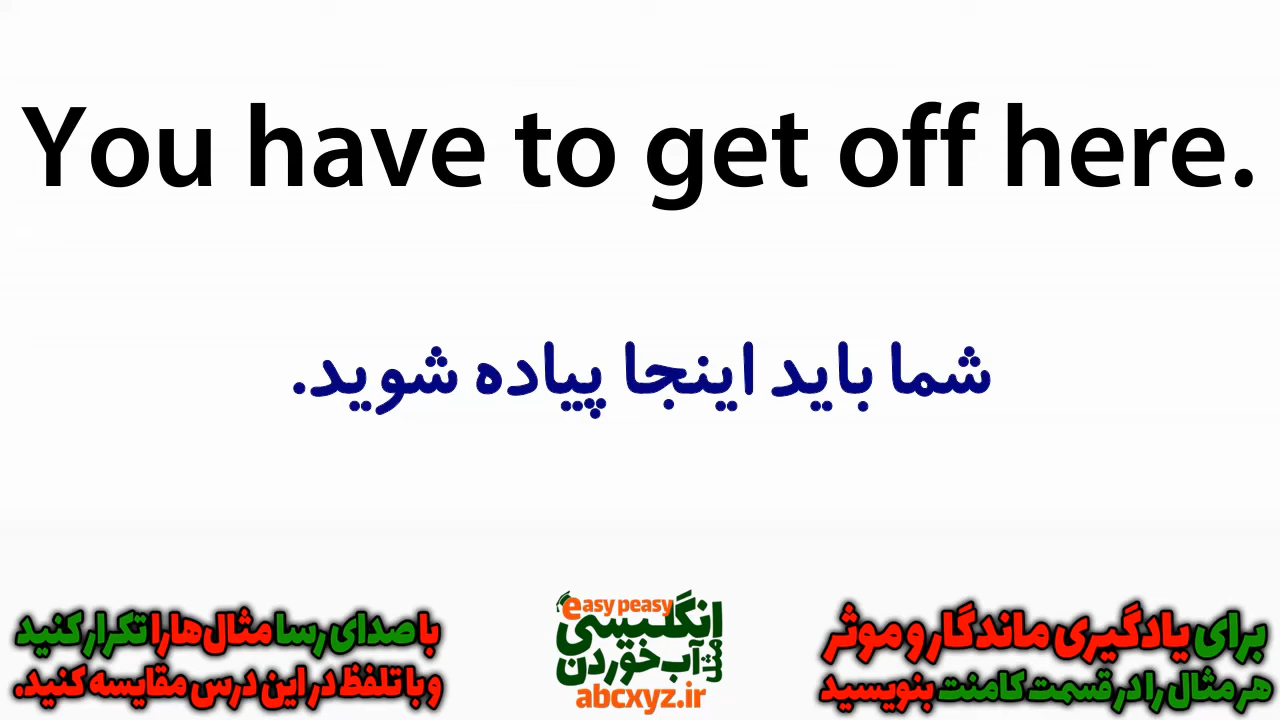 You have to get off here.
شما باید اینجا پیاده شوید.
برای یادگیری ماندگار و موثر
هر مثال را در قسمت کامنت بنویسید
easy peasy
انگلیسی
مثل آب خوردن
abcxyz.ir
با صدای رسا مثال‌ها را تکرار کنید
و با تلفظ در این درس مقایسه کنید.